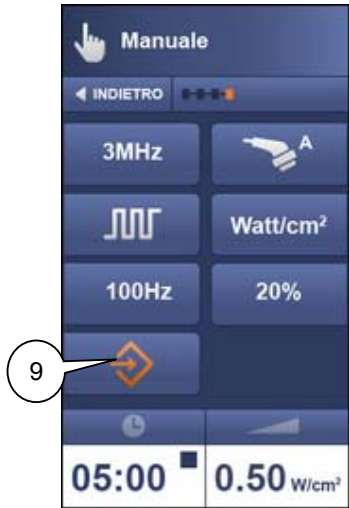 Manuale
INDIETRO
3MHz
A
Watt/cm²
100Hz 20%
9
05:00 0.50 W/cm²